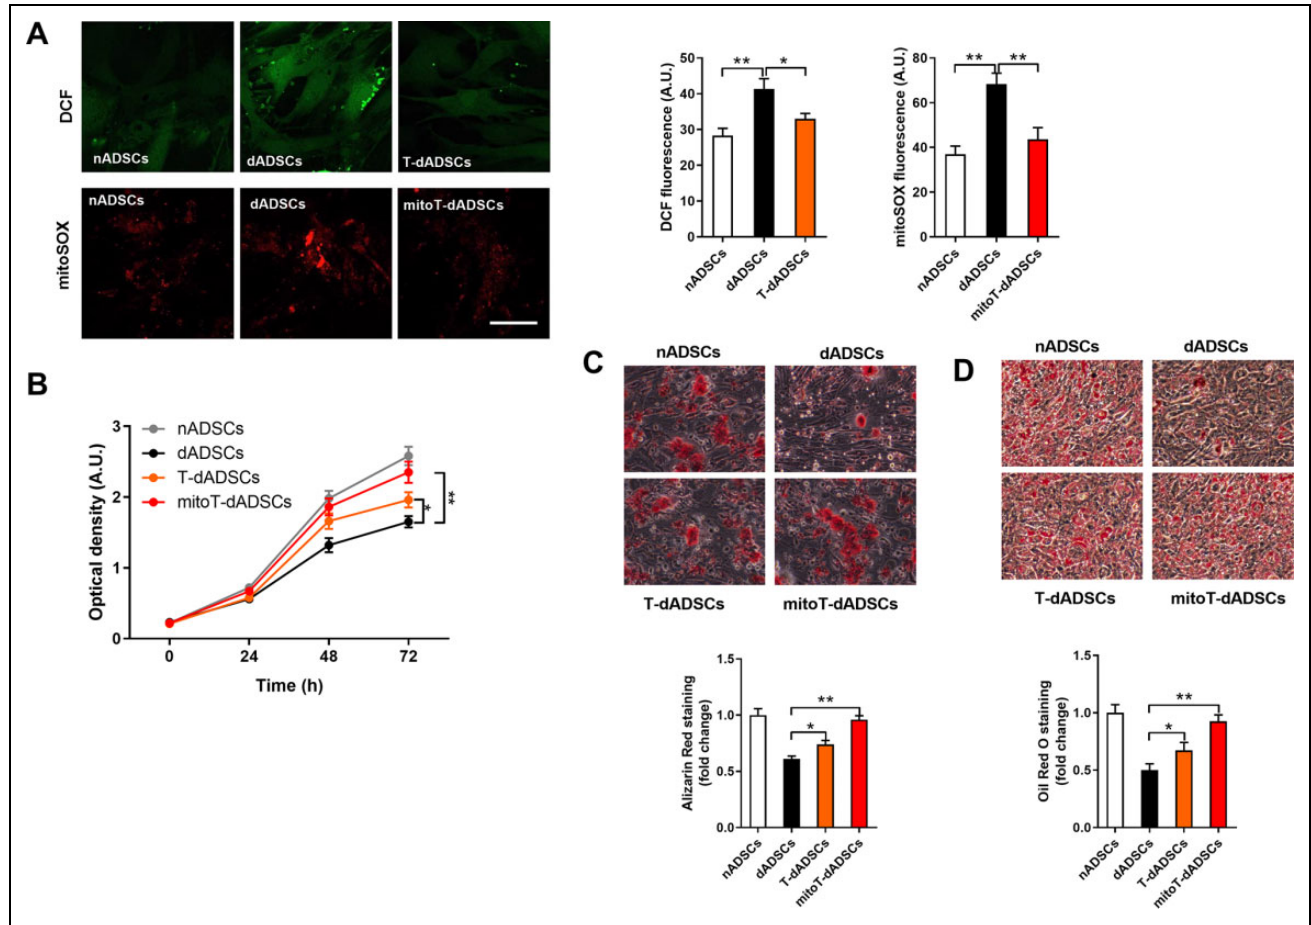 A
DCF
nADSCs
dADSCs
T-dADSCs
mitoSOX
nADSCs
dADSCs
mitoT-dADSCs
DCF fluorescence (A.U.)
50
40
30
20
10
0
**
*
nADSCs
dADSCs
T-dADSCs
mitoSOX fluorescence (A.U.)
80
60
40
20
0
**
**
nADSCs
dADSCs
mitoT-dADSCs
B
Optical density (A.U.)
3
2
1
0
nADSCs
dADSCs
T-dADSCs
mitoT-dADSCs
*
**
0
24
48
72
Time (h)
C
nADSCs
dADSCs
T-dADSCs
mitoT-dADSCs
Alizarin Red staining
(fold change)
1.5
1.0
0.5
0.0
**
*
nADSCs
dADSCs
T-dADSCs
mitoT-dADSCs
D
nADSCs
dADSCs
T-dADSCs
mitoT-dADSCs
Oil Red O staining
(fold change)
1.5
1.0
0.5
0.0
**
*
nADSCs
dADSCs
T-dADSCs
mitoT-dADSCs